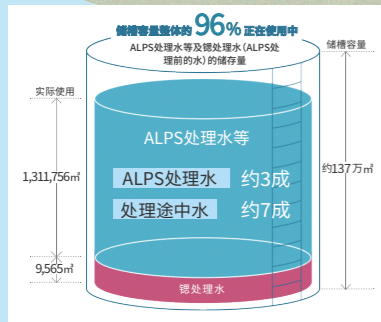 储槽容量整体的96%正在使用中
ALPS处理水等及锶处理水（ALPS处
理前的水）的储存量
储槽容量
实际使用
ALPS处理水等
ALPS处理水 约3成
约137万㎥
1,311,756㎥
处理途中水 约7成
9,565㎥
锶处理水